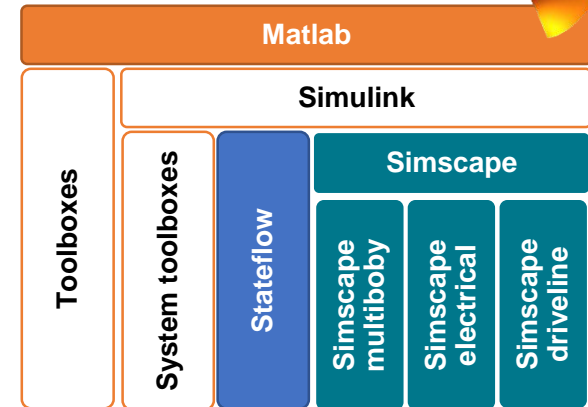 Matlab
Simulink
Toolboxes
System toolboxes
Stateflow
Simscape
Simscape
multiboby
Simscape
electrical
Simscape
driveline